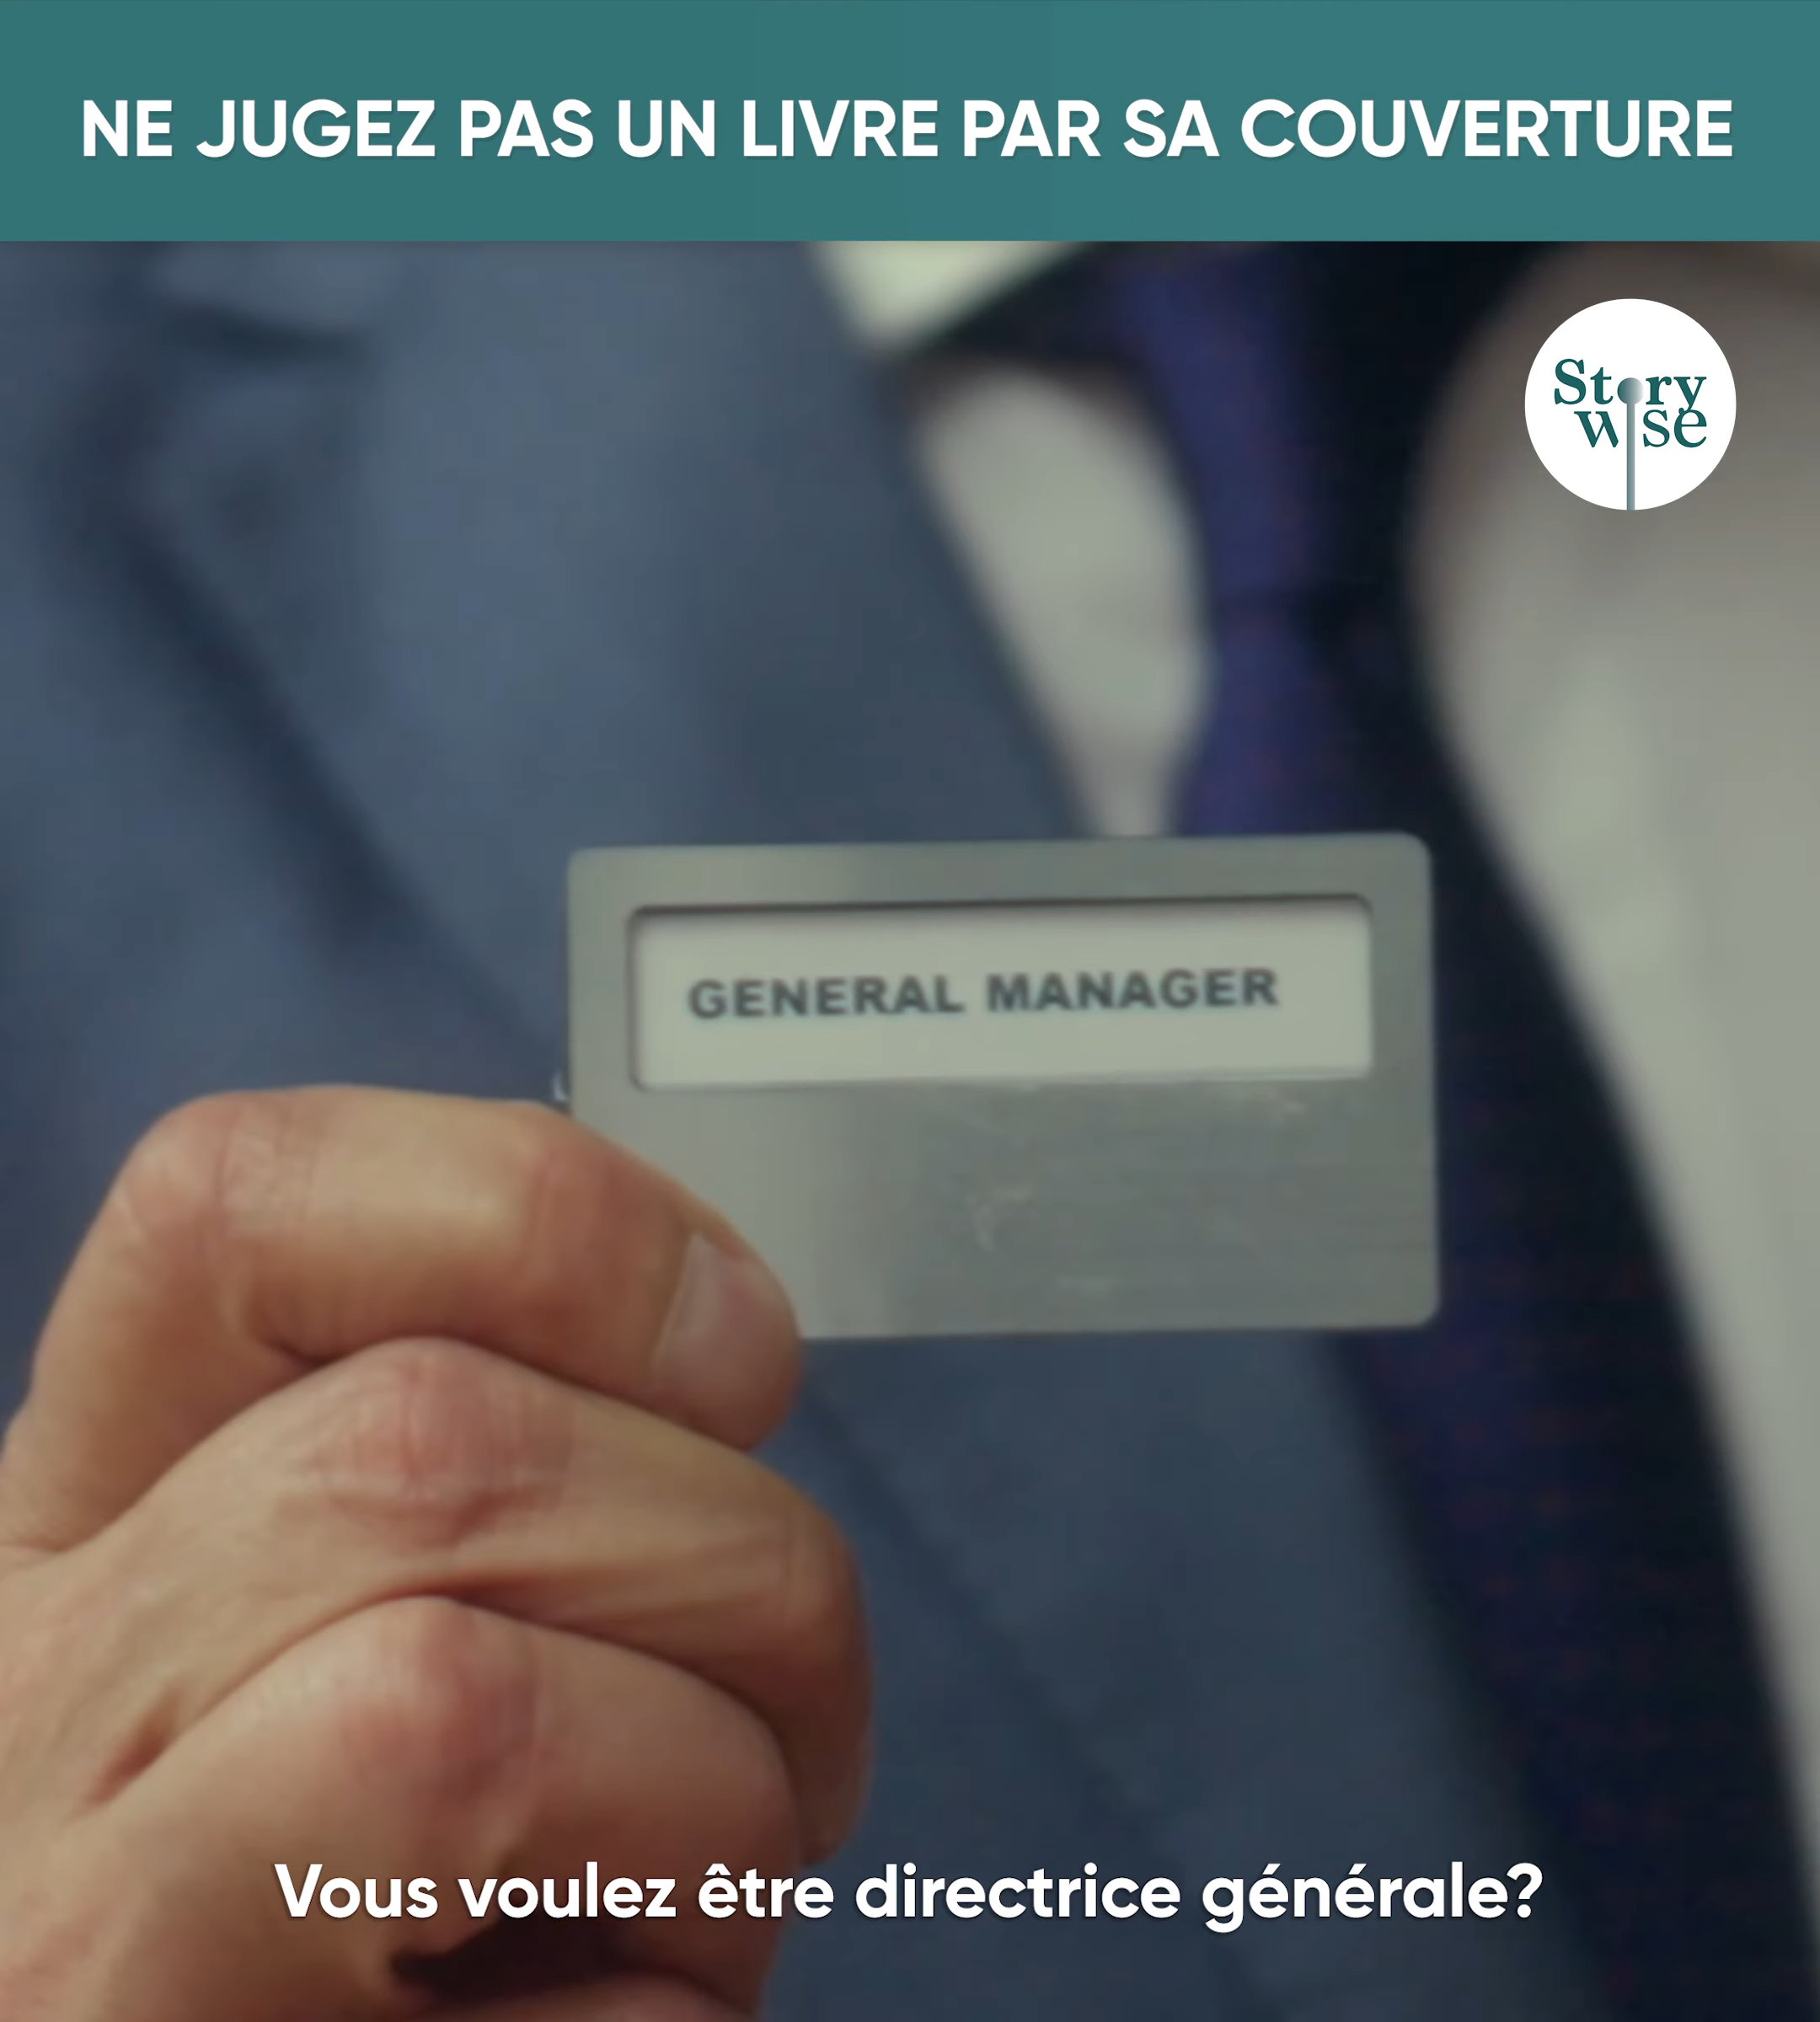 NE JUGEZ PAS UN LIVRE PAR SA COUVERTURE
Story
wise
GENERAL MANAGER
Vous voulez être directrice générale?